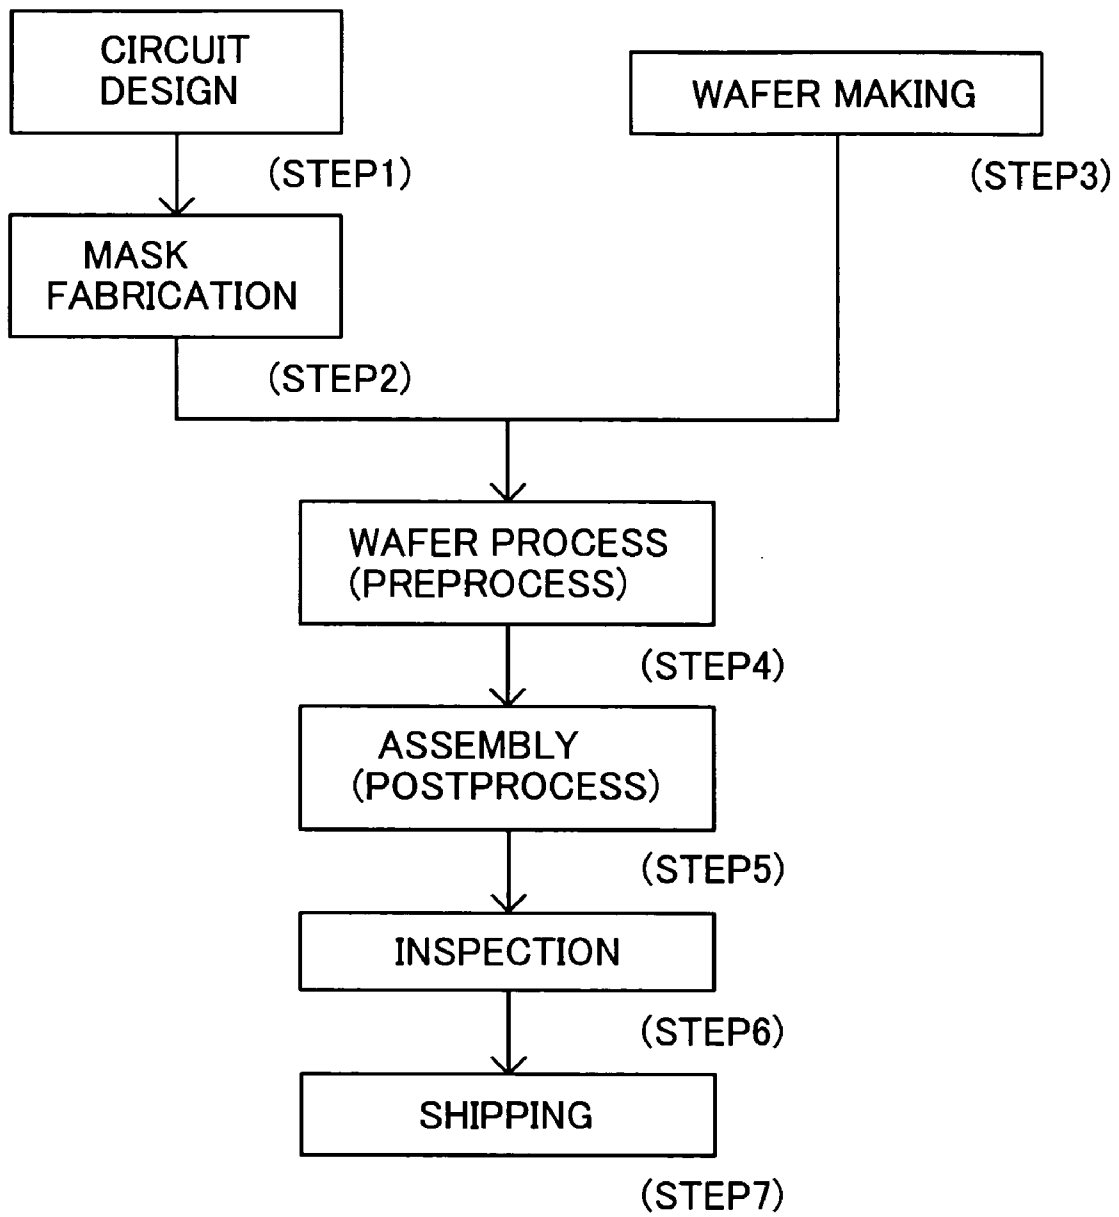 CIRCUIT
DESIGN
(STEP1)
MASK
FABRICATION
(STEP2)
WAFER MAKING
(STEP3)
WAFER PROCESS
(PREPROCESS)
(STEP4)
ASSEMBLY
(POSTPROCESS)
(STEP5)
INSPECTION
(STEP6)
SHIPPING
(STEP7)